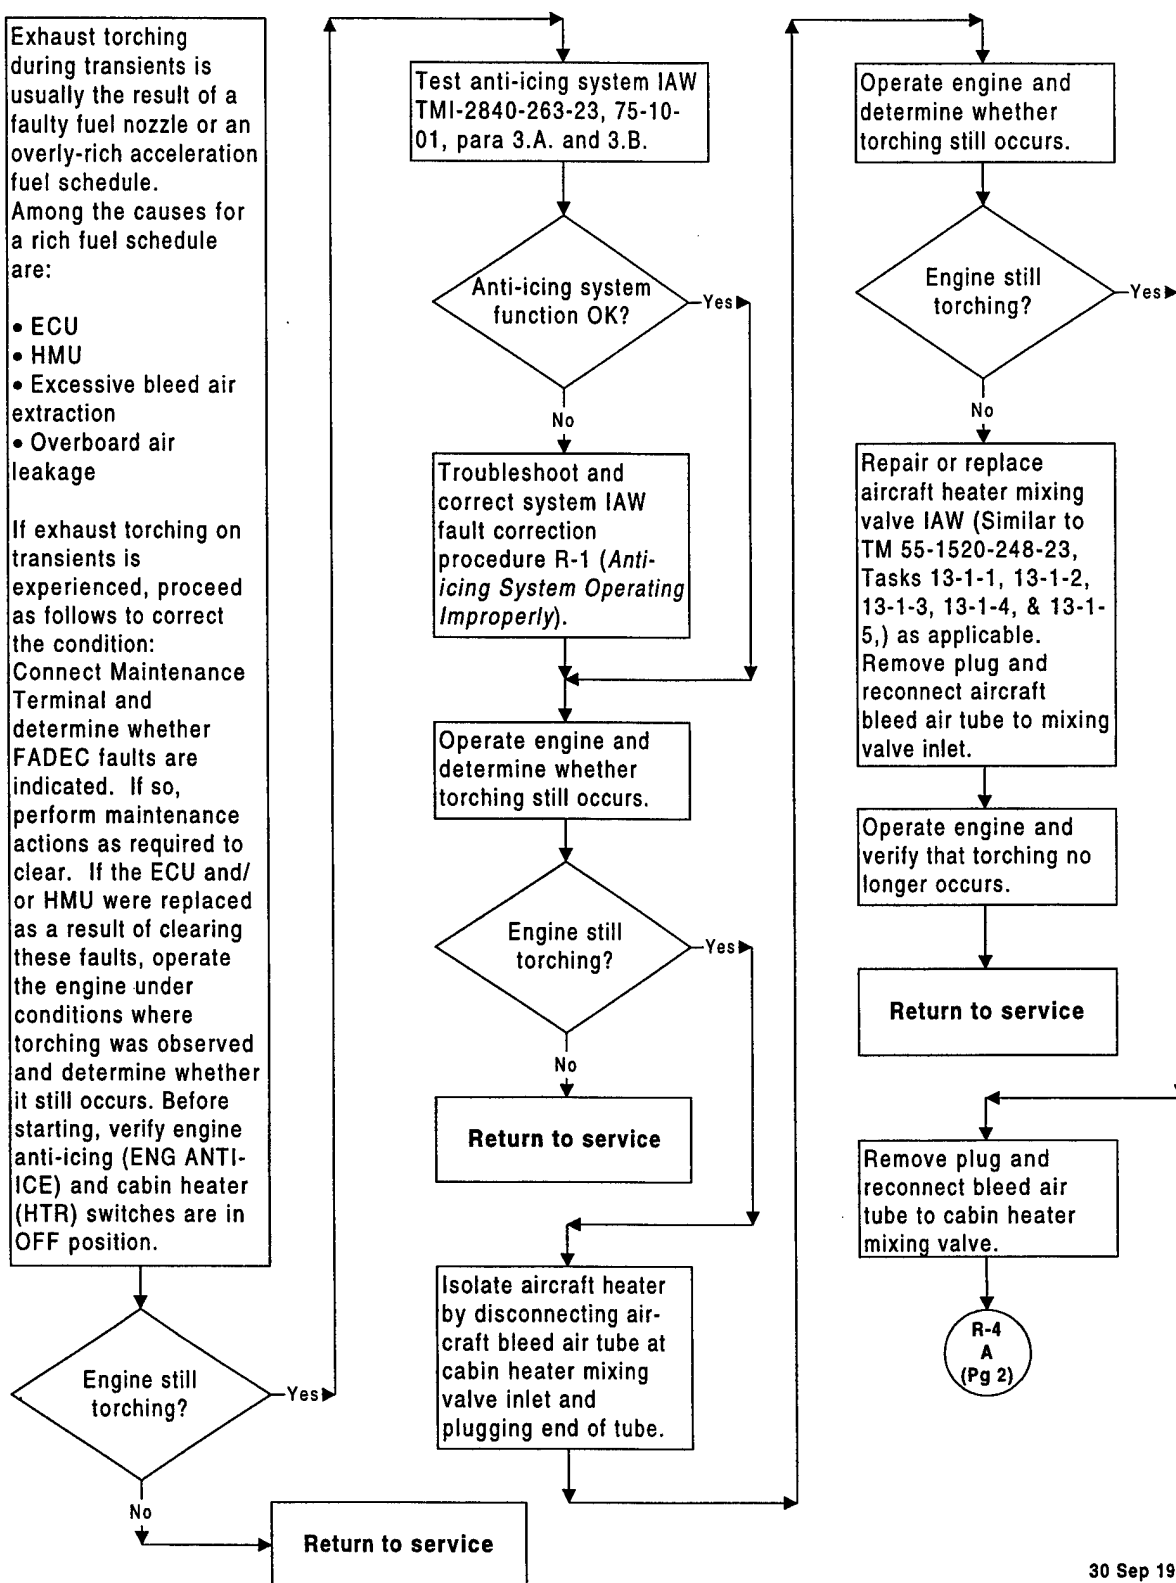 Exhaust torching
during transients is
usually the result of a
faulty fuel nozzle or an
overly-rich acceleration
fuel schedule.
Among the causes for
a rich fuel schedule
are:
• ECU
• HMU
• Excessive bleed air
extraction
• Overboard air
leakage
If exhaust torching on
transients is
experienced, proceed
as follows to correct
the condition:
Connect Maintenance
Terminal and
determine whether
FADEC faults are
indicated. If so,
perform maintenance
actions as required to
clear. If the ECU and/
or HMU were replaced
as a result of clearing
these faults, operate
the engine under
conditions where
torching was observed
and determine whether
it still occurs. Before
starting, verify engine
anti-icing (ENG ANTI-
ICE) and cabin heater
(HTR) switches are in
OFF position.
Engine still
torching?
Yes
No
Return to service
Test anti-icing system IAW
TMI-2840-263-23, 75-10-
01, para 3.A. and 3.B.
Anti-icing system
function OK?
Yes
No
Troubleshoot and
correct system IAW
fault correction
procedure R-1 (Anti-
icing System Operating
Improperly).
Operate engine and
determine whether
torching still occurs.
Engine still
torching?
Yes
No
Return to service
Isolate aircraft heater
by disconnecting air-
craft bleed air tube at
cabin heater mixing
valve inlet and
plugging end of tube.
Operate engine and
determine whether
torching still occurs.
Engine still
torching?
Yes
No
Repair or replace
aircraft heater mixing
valve IAW (Similar to
TM 55-1520-248-23,
Tasks 13-1-1, 13-1-2,
13-1-3, 13-1-4, & 13-1-
5,) as applicable.
Remove plug and
reconnect aircraft
bleed air tube to mixing
valve inlet.
Operate engine and
verify that torching no
longer occurs.
Return to service
Remove plug and
reconnect bleed air
tube to cabin heater
mixing valve.
R-4
A
(Pg 2)
30 Sep 19